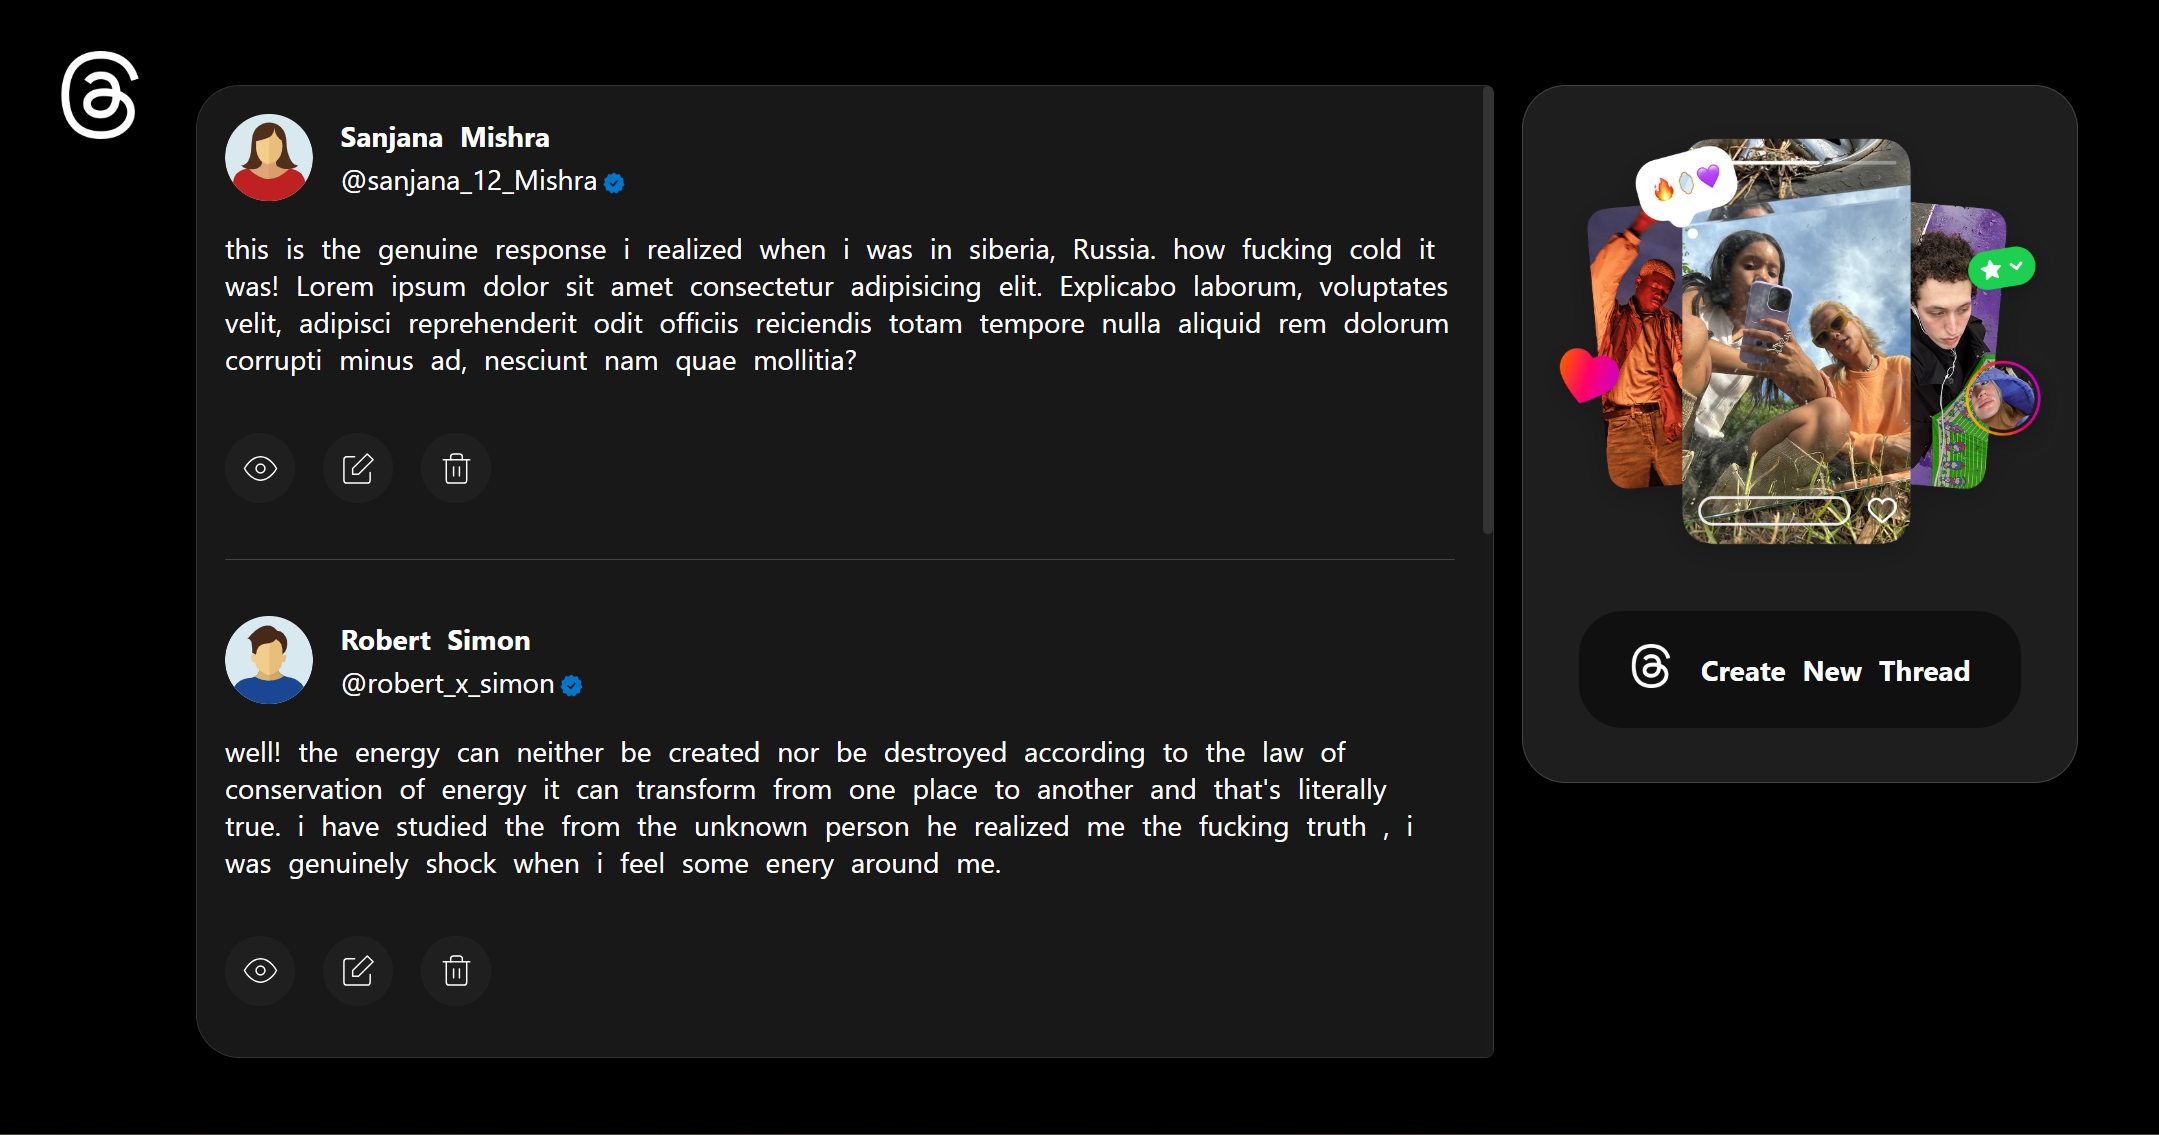 Sanjana Mishra
@sanjana_12_Mishra
this is the genuine response i realized when i was in siberia, Russia. how fucking cold it
was! Lorem ipsum dolor sit amet consectetur adipisicing elit. Explicabo laborum, voluptates
velit, adipisci reprehenderit odit officiis reiciendis totam tempore nulla aliquid rem dolorum
corrupti minus ad, nesciunt nam quae mollitia?
Robert Simon
@robert_x_simon
well! the energy can neither be created nor be destroyed according to the law of
conservation of energy it can transform from one place to another and that's literally
true. i have studied the from the unknown person he realized me the fucking truth , i
was genuinely shock when i feel some enery around me.
Create New Thread